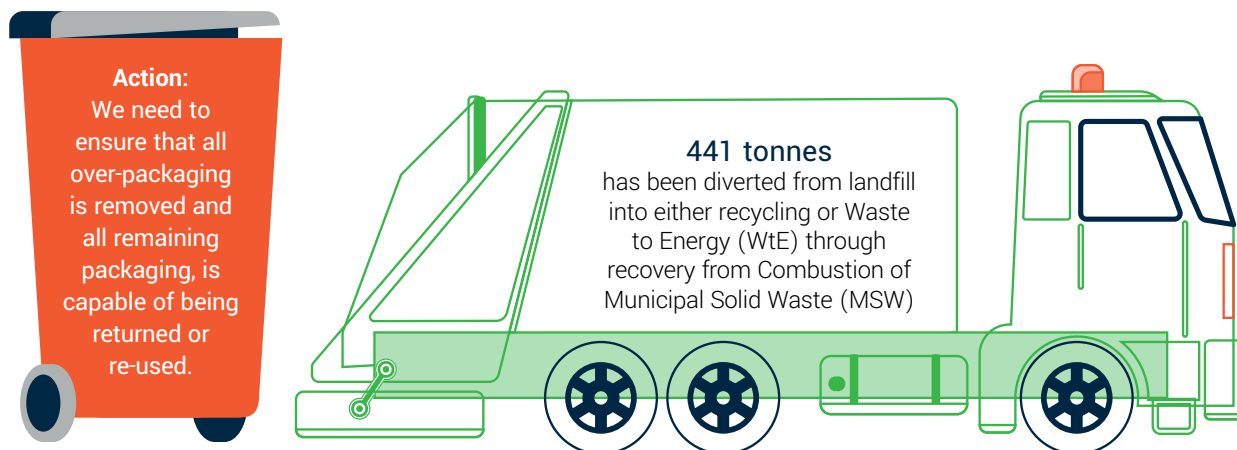 Action:
We need to
ensure that all
over-packaging
is removed and
all remaining
packaging, is
capable of being
returned or
re-used.
441 tonnes
has been diverted from landfill
into either recycling or Waste
to Energy (WtE) through
recovery from Combustion of
Municipal Solid Waste (MSW)